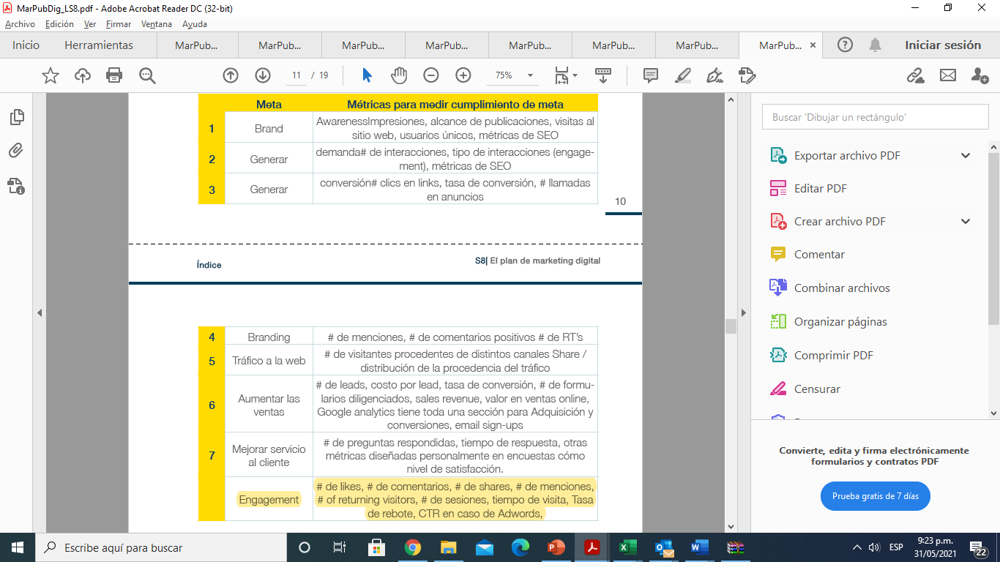 MarPubDig_LS8.pdf - Adobe Acrobat Reader DC (32-bit)
Archivo Edición Ver Firmar Ventana Ayuda
Inicio Herramientas MarPub... MarPub... MarPub... MarPub... MarPub... MarPub... MarPub... MarPub... × Iniciar sesión
11 / 19 75%
Meta Métricas para medir cumplimiento de meta
1 Brand AwarenessImpresiones, alcance de publicaciones, visitas al
sitio web, usuarios únicos, métricas de SEO
2 Generar demanda# de interacciones, tipo de interacciones (engage-
ment), métricas de SEO
3 Generar conversión# clics en links, tasa de conversión, # llamadas
en anuncios
10
Índice S8| El plan de marketing digital
4 Branding # de menciones, # de comentarios positivos # de RT's
5 Tráfico a la web # de visitantes procedentes de distintos canales Share /
distribución de la procedencia del tráfico
6 Aumentar las ventas # de leads, costo por lead, tasa de conversión, # de formu-
larios diligenciados, sales revenue, valor en ventas online,
Google analytics tiene toda una sección para Adquisición y
conversiones, email sign-ups
7 Mejorar servicio al cliente # de preguntas respondidas, tiempo de respuesta, otras
métricas diseñadas personalmente en encuestas cómo
nivel de satisfacción.
Engagement # de likes, # de comentarios, # de shares, # de menciones,
# of returning visitors, # de sesiones, tiempo de visita, Tasa
de rebote, CTR en caso de Adwords,
Buscar 'Dibujar un rectángulo'
Exportar archivo PDF
Editar PDF
Crear archivo PDF
Comentar
Combinar archivos
Organizar páginas
Comprimir PDF
Censurar
Convierte, edita y firma electrónicamente
formularios y contratos PDF
Prueba gratis de 7 días
Escribe aquí para buscar
ESP
9:23 p.m.
31/05/2021
22